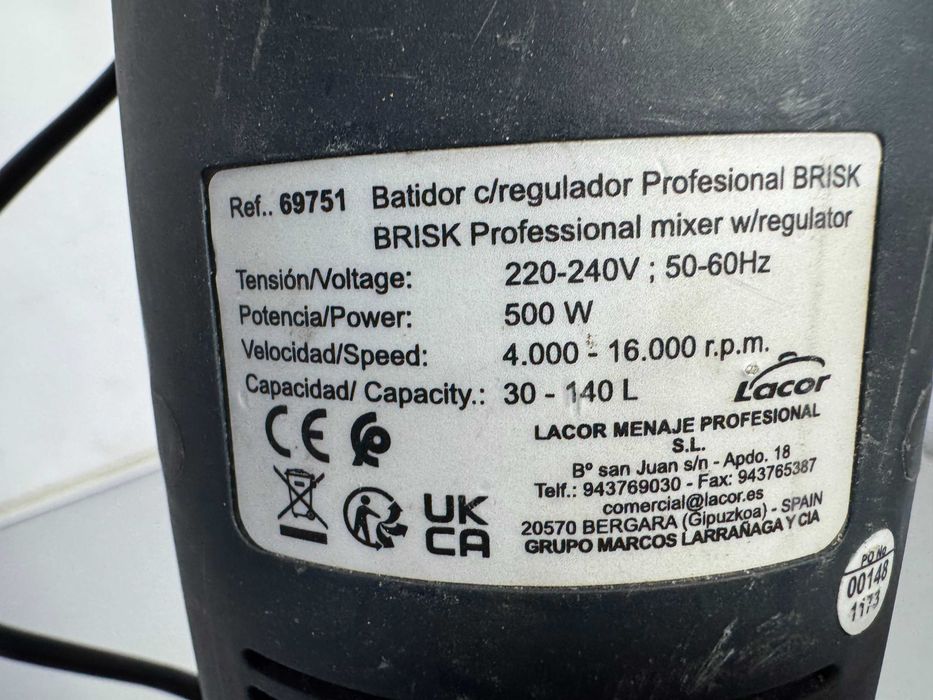 Ref.. 69751 Batidor c/regulador Profesional BRISK
BRISK Professional mixer w/regulator
Tensión/Voltage: 220-240V ; 50-60Hz
Potencia/Power: 500 W
Velocidad/Speed: 4.000 - 16.000 r.p.m.
Capacidad/ Capacity.: 30 - 140 L
Lacor
CE
LACOR MENAJE PROFESIONAL
S.L.
Bº san Juan s/n - Apdo. 18
Telf.: 943769030 - Fax: 943765387
comercial@lacor.es
20570 BERGARA (Gipuzkoa) - SPAIN
GRUPO MARCOS LARRAÑAGA Y CIA
UK
CA
PO No
00148
1173